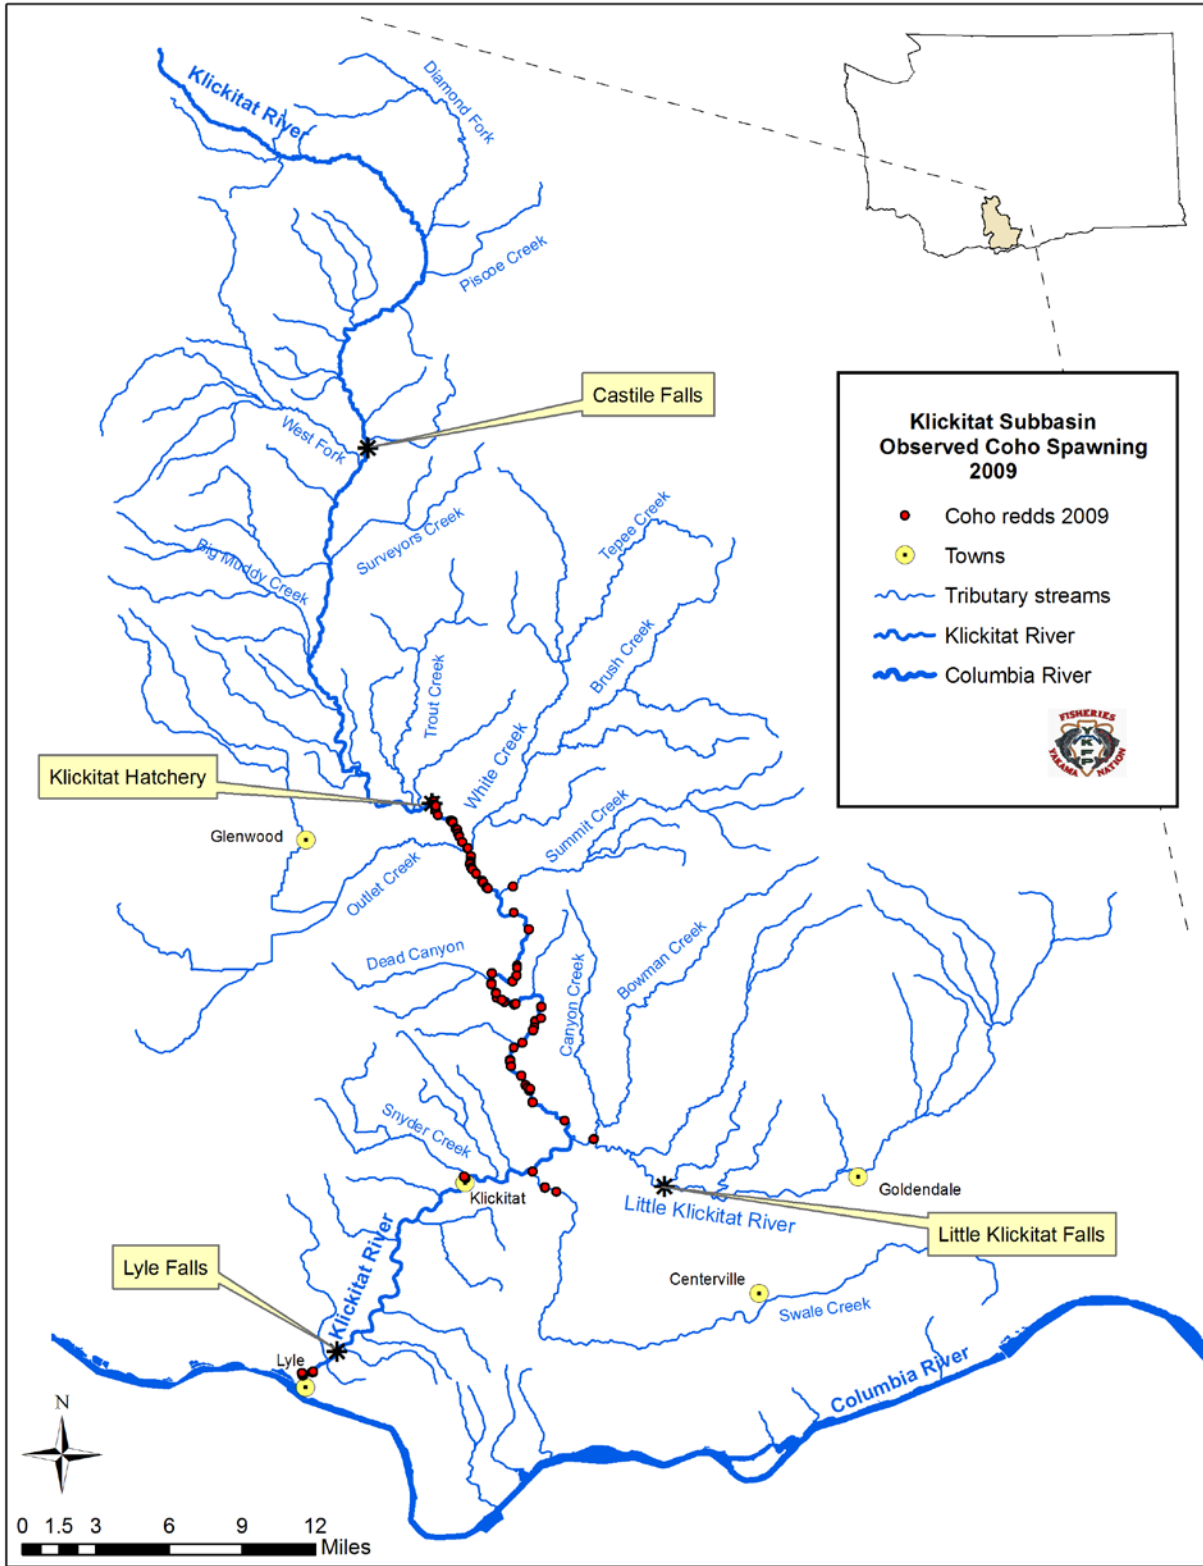 Klickitat River
Diamond Fork
Piscoe Creek
Castile Falls
West Fork
Klickitat Subbasin
Observed Coho Spawning
2009
Coho redds 2009
Towns
Tributary streams
Klickitat River
Columbia River
FISHERIES
YKFP
YAKAMA NATION
Surveyors Creek
Tepee Creek
Big Muddy Creek
Brush Creek
Trout Creek
White Creek
Klickitat Hatchery
Glenwood
Summit Creek
Outlet Creek
Dead Canyon
Canyon Creek
Bowman Creek
Snyder Creek
Klickitat
Goldendale
Little Klickitat River
Little Klickitat Falls
Klickitat River
Lyle Falls
Centerville
Swale Creek
Lyle
Columbia River
N
0 1.5 3 6 9 12
Miles